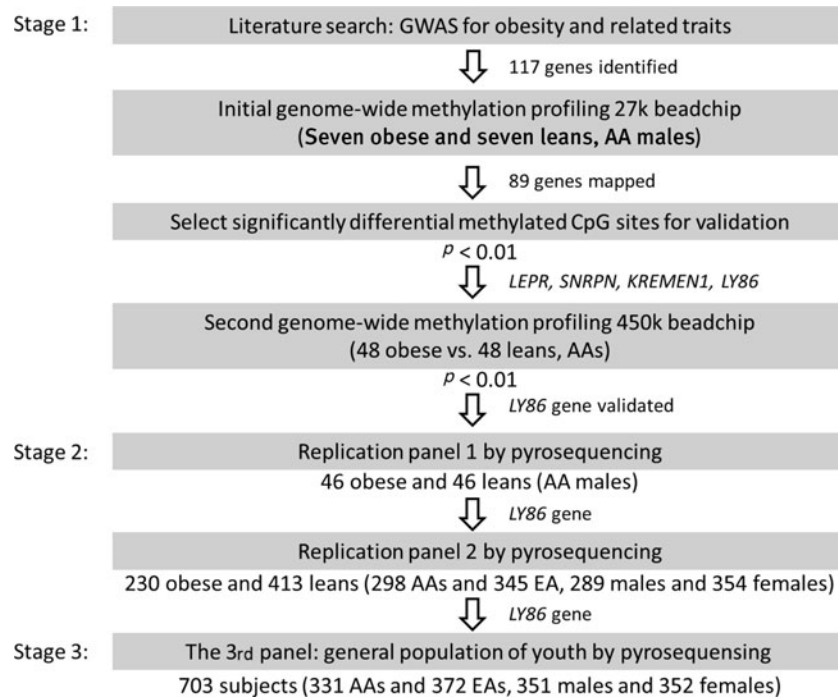 Stage 1: Literature search: GWAS for obesity and related traits
117 genes identified
Initial genome-wide methylation profiling 27k beadchip
(Seven obese and seven leans, AA males)
89 genes mapped
Select significantly differential methylated CpG sites for validation
p < 0.01
LEPR, SNRPN, KREMEN1, LY86
Second genome-wide methylation profiling 450k beadchip
(48 obese vs. 48 leans, AAs)
p < 0.01
LY86 gene validated
Stage 2: Replication panel 1 by pyrosequencing
46 obese and 46 leans (AA males)
LY86 gene
Replication panel 2 by pyrosequencing
230 obese and 413 leans (298 AAs and 345 EA, 289 males and 354 females)
LY86 gene
Stage 3: The 3rd panel: general population of youth by pyrosequensing
703 subjects (331 AAs and 372 EAs, 351 males and 352 females)